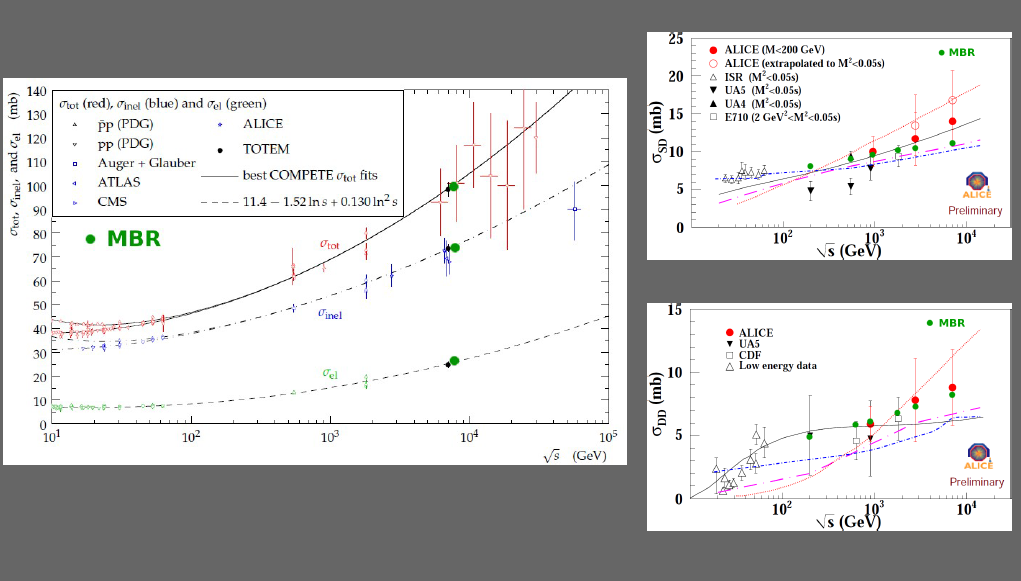 σtot, σinel, and σel (mb)
140
130
120
110
100
90
80
70
60
50
40
30
20
10
0
σtot (red), σinel (blue) and σel (green)
p̄p (PDG)
pp (PDG)
Auger + Glauber
ATLAS
CMS
ALICE
TOTEM
best COMPETE σtot fits
11.4 − 1.52 ln s + 0.130 ln² s
MBR
σtot
σinel
σel
10¹ 10² 10³ 10⁴ 10⁵
√s (GeV)
σSD (mb)
25
20
15
10
5
0
ALICE (M<200 GeV)
ALICE (extrapolated to M²<0.05s)
ISR (M²<0.05s)
UA5 (M²<0.05s)
UA4 (M²<0.05s)
E710 (2 GeV²<M²<0.05s)
MBR
ALICE
Preliminary
10² 10³ 10⁴
√s (GeV)
σDD (mb)
15
10
5
0
ALICE
UA5
CDF
Low energy data
MBR
ALICE
Preliminary
10² 10³ 10⁴
√s (GeV)